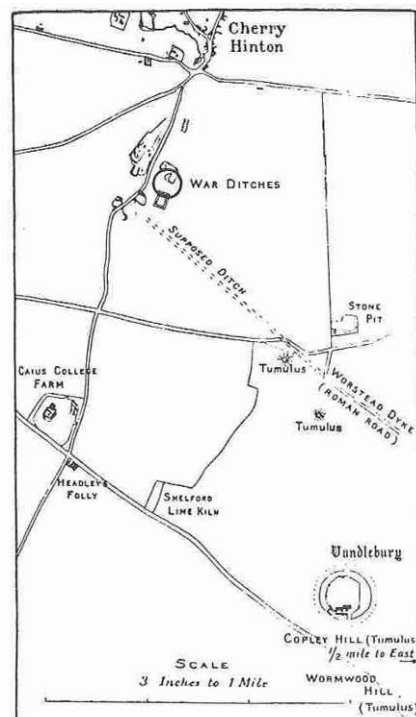 Cherry
Hinton
WAR DITCHES
SUPPOSED DITCH
STONE
PIT
Tumulus
WORSTEAD DYKE
(ROMAN ROAD)
Tumulus
CAIUS COLLEGE
FARM
HEADLEY'S
FOLLY
SHELFORD
LIME KILN
Vandlebury
COPLEY HILL (Tumulus
1/2 mile to East
WORMWOOD
HILL
(Tumulus)
SCALE
3 Inches to 1 Mile